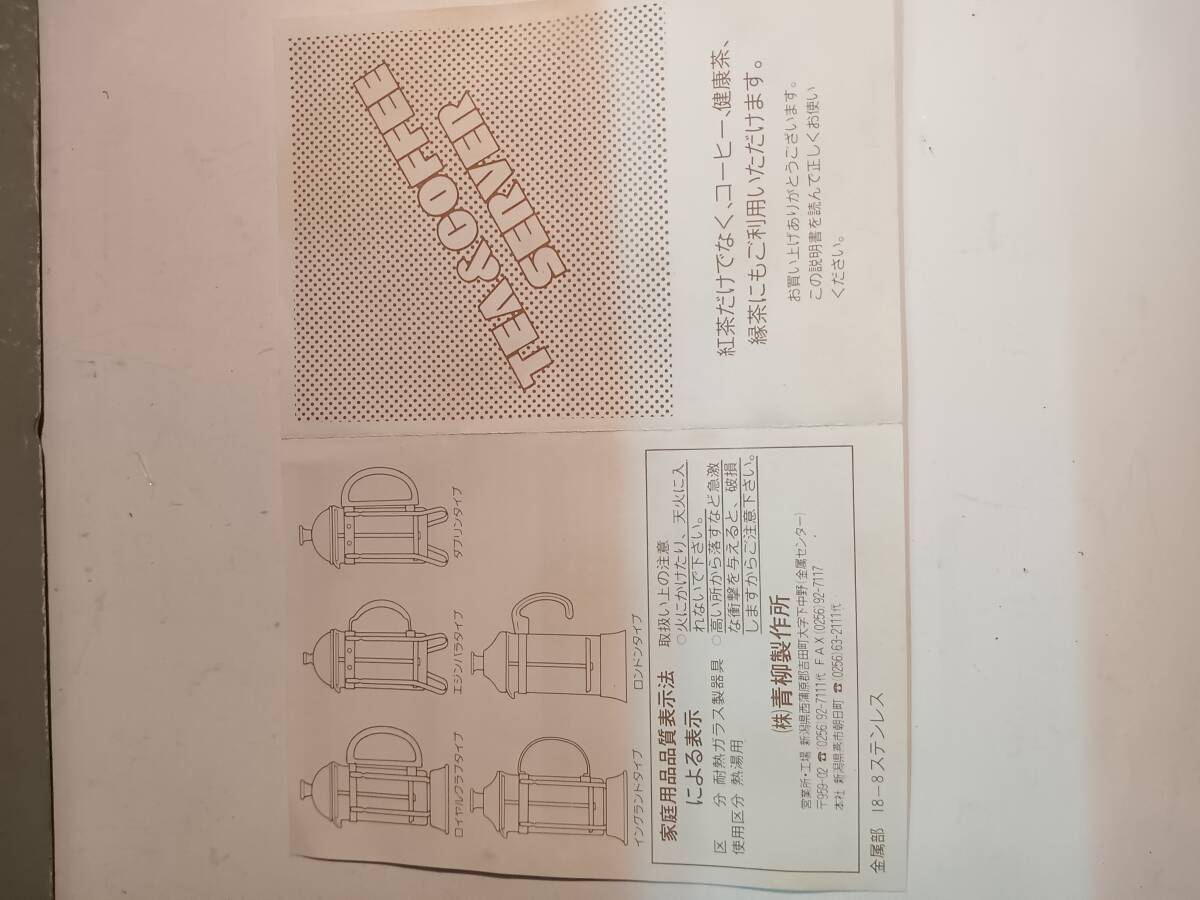 TEA & COFFEE
SERVER
紅茶だけでなく、コーヒー、健康茶、
緑茶にもご利用いただけます。
お買い上げありがとうございます。
この説明書を読んで正しくお使い
ください。
ロイヤルクラブタイプ
エジンバラタイプ
ダブリンタイプ
イングランドタイプ
ロンドンタイプ
家庭用品品質表示法
による表示
区 分 耐熱ガラス製器具
使用区分 熱湯用
取扱い上の注意
○火にかけたり、天火に入
れないで下さい。
○高い所から落すなど急激
な衝撃を与えると、破損
しますからご注意下さい。
(株)青柳製作所
営業所・工場 新潟県西蒲原郡吉田町大字下中野(金属センター)
〒959-02 ☎(0256)92-7111代 FAX(0256)92-7117
本社 新潟県燕市朝日町 ☎(0256)63-2111代
金属部 18-8ステンレス